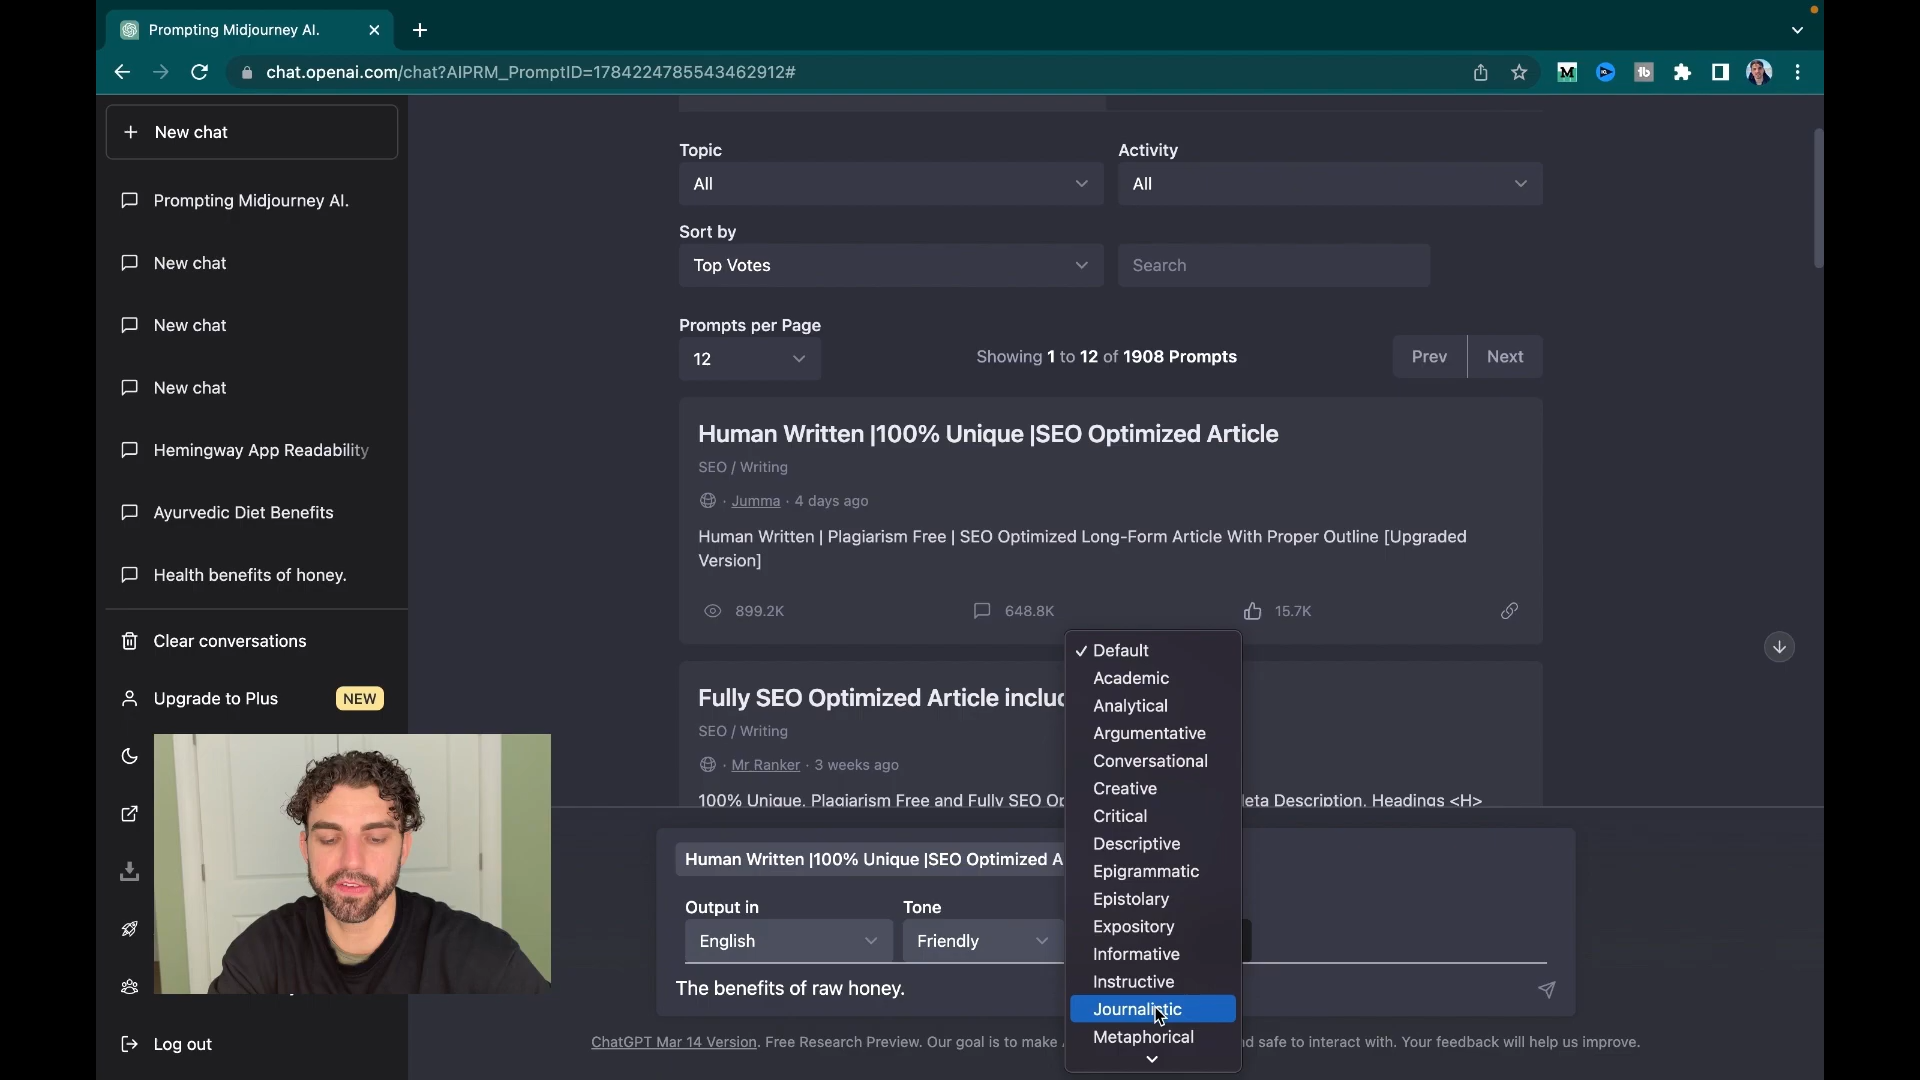 Prompting Midjourney AI.
chat.openai.com/chat?AIPRM_PromptID=1784224785543462912#
New chat
Prompting Midjourney AI.
New chat
New chat
New chat
Hemingway App Readability
Ayurvedic Diet Benefits
Health benefits of honey.
Clear conversations
Upgrade to Plus NEW
Log out
Topic Activity
All All
Sort by
Top Votes Search
Prompts per Page
12 Showing 1 to 12 of 1908 Prompts Prev Next
Human Written |100% Unique |SEO Optimized Article
SEO / Writing
· Jumma · 4 days ago
Human Written | Plagiarism Free | SEO Optimized Long-Form Article With Proper Outline [Upgraded
Version]
899.2K 648.8K 15.7K
Fully SEO Optimized Article inclu
SEO / Writing
· Mr Ranker · 3 weeks ago
100% Unique, Plagiarism Free and Fully SEO Op eta Description, Headings <H>
Human Written |100% Unique |SEO Optimized A
Output in Tone
English Friendly
The benefits of raw honey.
✓ Default
Academic
Analytical
Argumentative
Conversational
Creative
Critical
Descriptive
Epigrammatic
Epistolary
Expository
Informative
Instructive
Journalistic
Metaphorical
ChatGPT Mar 14 Version. Free Research Preview. Our goal is to make d safe to interact with. Your feedback will help us improve.